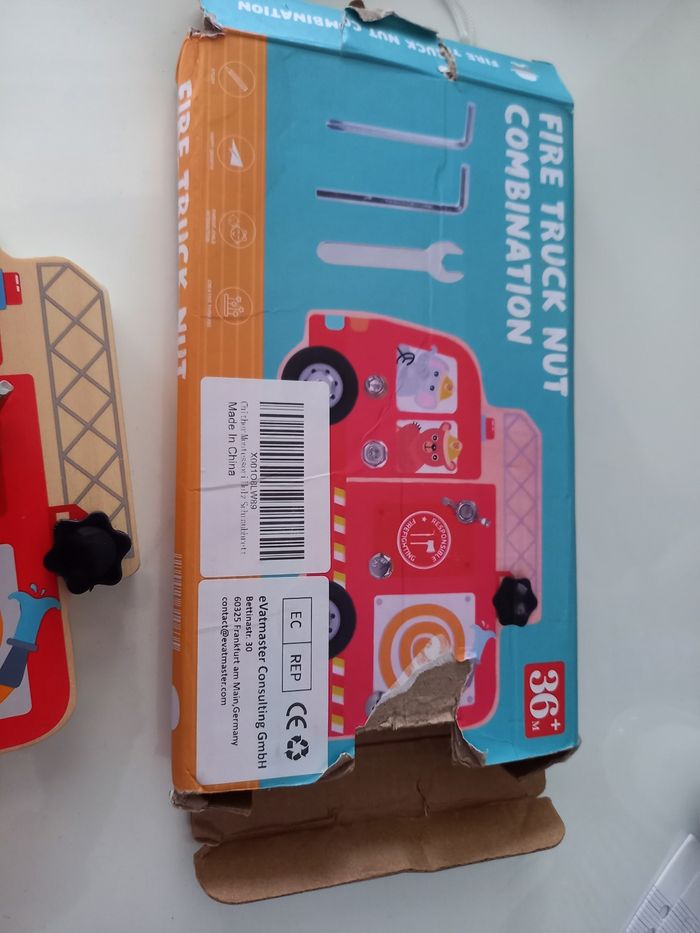 FIRE TRUCK NUT COMBINATION
FIRE TRUCK NUT
COMBINATION
FIRE TRUCK NUT
RESPONSIBLE
FIREFIGHTING
36+
M
X001OBLW89
Made In China
EC REP
CE
eVatmaster Consulting GmbH
Bettinastr. 30
60325 Frankfurt am Main,Germany
contact@evatmaster.com